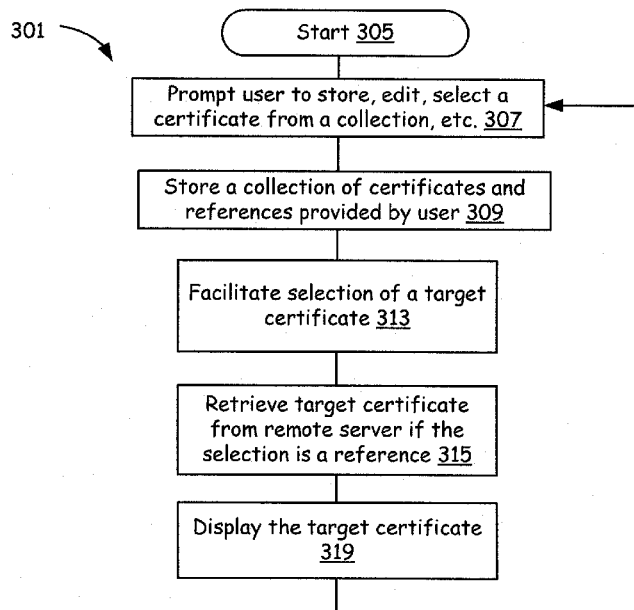 301
Start 305
Prompt user to store, edit, select a
certificate from a collection, etc. 307
Store a collection of certificates and
references provided by user 309
Facilitate selection of a target
certificate 313
Retrieve target certificate
from remote server if the
selection is a reference 315
Display the target certificate
319